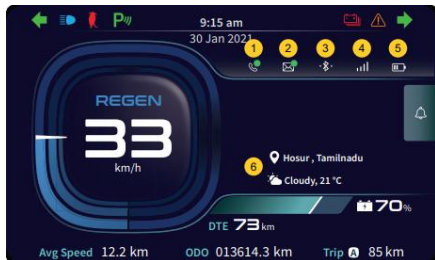 P
9:15 am
30 Jan 2021
1 2 3 4 5
REGEN
33
km/h
6
Hosur , Tamilnadu
Cloudy, 21 °C
70%
DTE 73 km
Avg Speed 12.2 km ODO 013614.3 km Trip A 85 km